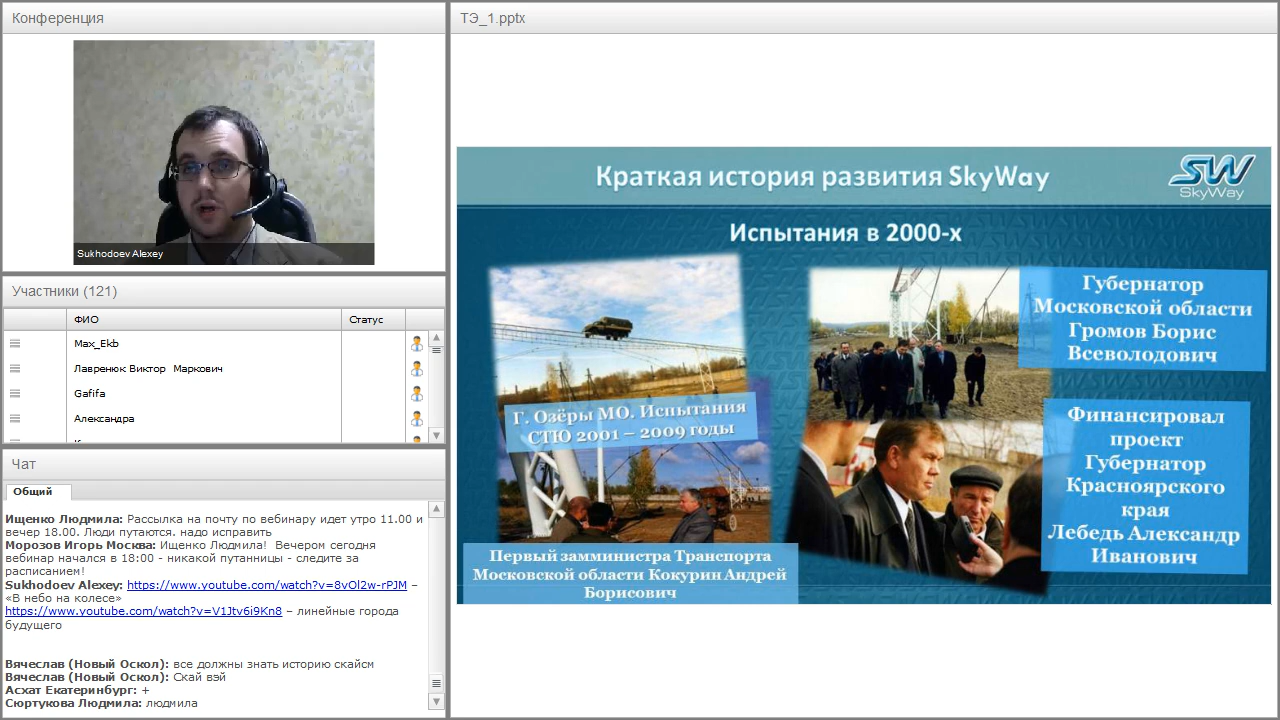 Конференция
Sukhodoev Alexey
Участники (121)
ФИО
Статус
Max_Ekb
Лавренюк Виктор Маркович
Gafifa
Александра
Чат
Общий
Ищенко Людмила: Рассылка на почту по вебинару идет утро 11.00 и
вечер 18.00. Люди путаются. надо исправить
Морозов Игорь Москва: Ищенко Людмила! Вечером сегодня
вебинар начался в 18:00 - никакой путанницы - следите за
расписанием!
Sukhodoev Alexey: https://www.youtube.com/watch?v=8vOl2w-rPJM –
«В небо на колесе»
https://www.youtube.com/watch?v=V1Jtv6i9Kn8 – линейные города
будущего
Вячеслав (Новый Оскол): все должны знать историю скайсм
Вячеслав (Новый Оскол): Скай вэй
Асхат Екатеринбург: +
Сюртукова Людмила: людмила
ТЭ_1.pptx
Краткая история развития SkyWay
SW
SkyWay
Испытания в 2000-х
Г. Озёры МО. Испытания
СТЮ 2001 – 2009 годы
Первый замминистра Транспорта
Московской области Кокурин Андрей
Борисович
Губернатор
Московской области
Громов Борис
Всеволодович
Финансировал
проект
Губернатор
Красноярского
края
Лебедь Александр
Иванович